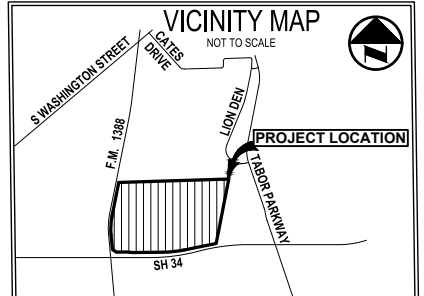 VICINITY MAP
NOT TO SCALE
S WASHINGTON STREET
CATES
DRIVE
F.M. 1388
LION DEN
PROJECT LOCATION
TABOR PARKWAY
SH 34